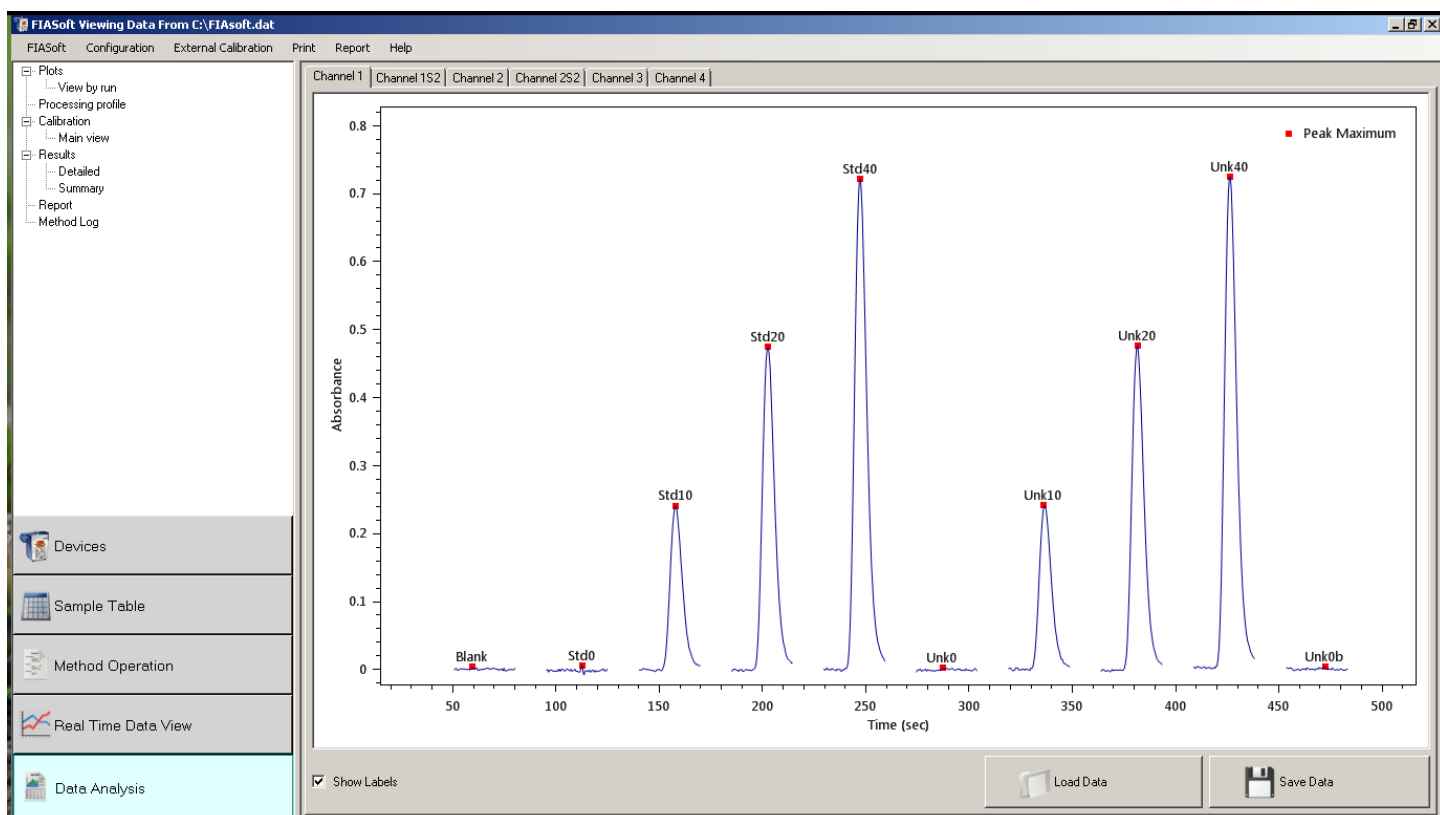 FIASoft Viewing Data From C:\FIAsoft.dat
FIASoft Configuration External Calibration Print Report Help
Plots
View by run
Processing profile
Calibration
Main view
Results
Detailed
Summary
Report
Method Log
Devices
Sample Table
Method Operation
Real Time Data View
Data Analysis
Channel 1 Channel 1S2 Channel 2 Channel 2S2 Channel 3 Channel 4
Peak Maximum
0.8
0.7
0.6
0.5
0.4
0.3
0.2
0.1
0
Absorbance
Blank
Std0
Std10
Std20
Std40
Unk0
Unk10
Unk20
Unk40
Unk0b
50 100 150 200 250 300 350 400 450 500
Time (sec)
Show Labels
Load Data
Save Data